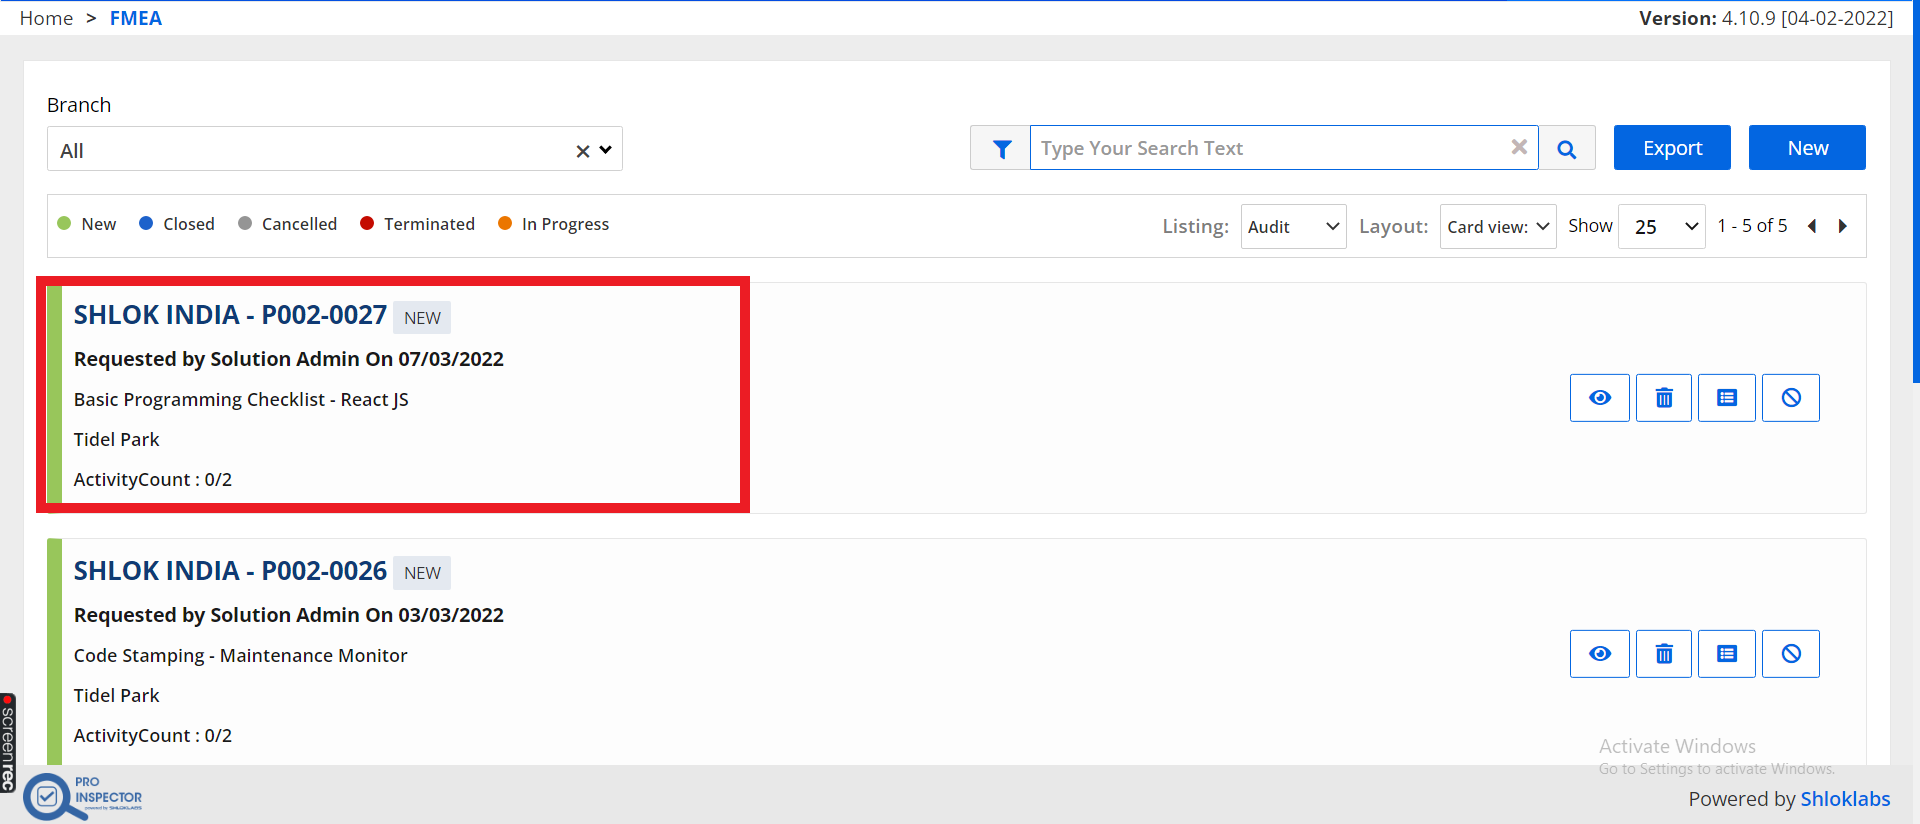 Home > FMEA
Version: 4.10.9 [04-02-2022]
Branch
All
Type Your Search Text
Export
New
New Closed Cancelled Terminated In Progress
Listing: Audit Layout: Card view: Show 25 1 - 5 of 5
SHLOK INDIA - P002-0027 NEW
Requested by Solution Admin On 07/03/2022
Basic Programming Checklist - React JS
Tidel Park
ActivityCount : 0/2
SHLOK INDIA - P002-0026 NEW
Requested by Solution Admin On 03/03/2022
Code Stamping - Maintenance Monitor
Tidel Park
ActivityCount : 0/2
screenrec
Activate Windows
Go to Settings to activate Windows.
PRO
INSPECTOR
powered by SHLOKLABS
Powered by Shloklabs